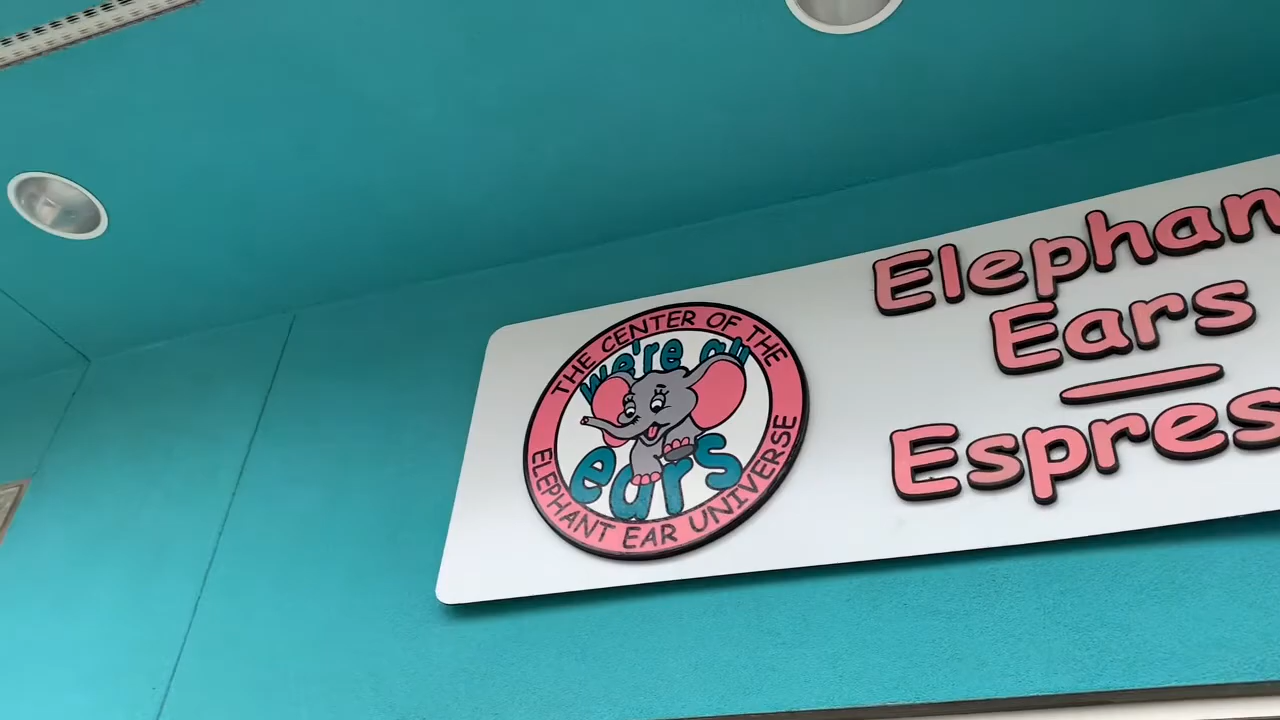 THE CENTER OF THE
we're all
ears
ELEPHANT EAR UNIVERSE
Elephan
Ears
Espres